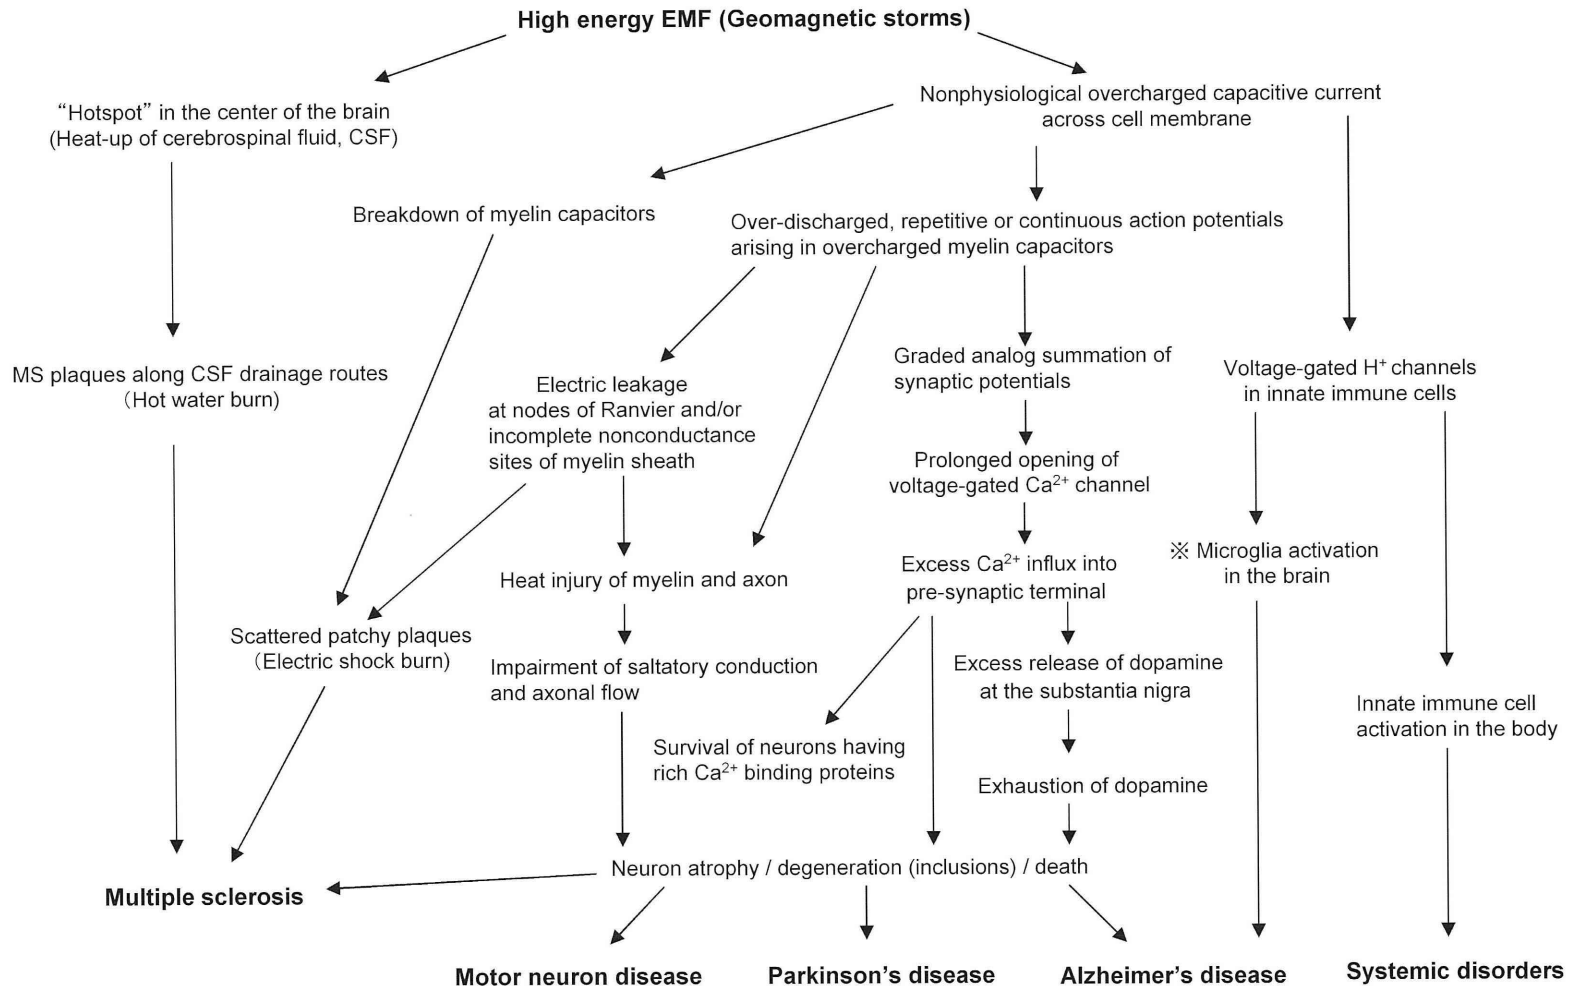 High energy EMF (Geomagnetic storms)
“Hotspot” in the center of the brain
(Heat-up of cerebrospinal fluid, CSF)
Nonphysiological overcharged capacitive current
across cell membrane
Breakdown of myelin capacitors
Over-discharged, repetitive or continuous action potentials
arising in overcharged myelin capacitors
MS plaques along CSF drainage routes
(Hot water burn)
Electric leakage
at nodes of Ranvier and/or
incomplete nonconductance
sites of myelin sheath
Graded analog summation of
synaptic potentials
Voltage-gated H⁺ channels
in innate immune cells
Prolonged opening of
voltage-gated Ca²⁺ channel
Heat injury of myelin and axon
Excess Ca²⁺ influx into
pre-synaptic terminal
※ Microglia activation
in the brain
Scattered patchy plaques
(Electric shock burn)
Impairment of saltatory conduction
and axonal flow
Excess release of dopamine
at the substantia nigra
Innate immune cell
activation in the body
Survival of neurons having
rich Ca²⁺ binding proteins
Exhaustion of dopamine
Neuron atrophy / degeneration (inclusions) / death
Multiple sclerosis
Motor neuron disease
Parkinson’s disease
Alzheimer’s disease
Systemic disorders